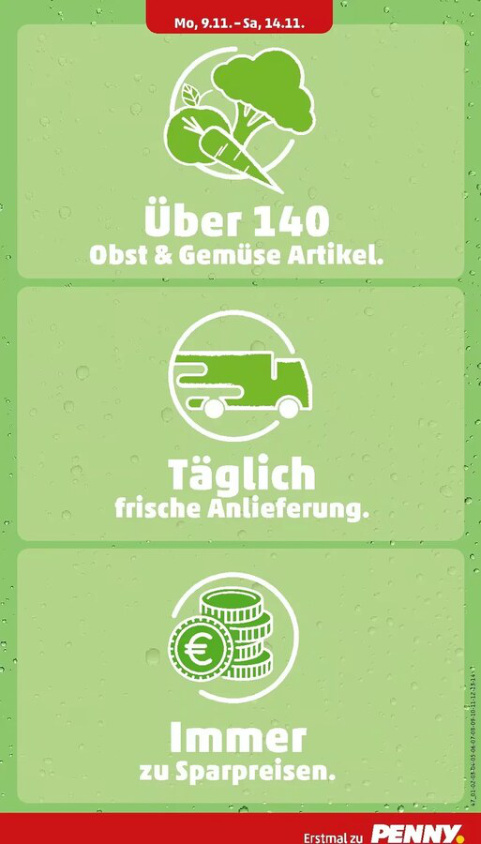 Mo, 9.11. – Sa, 14.11.
Über 140
Obst & Gemüse Artikel.
Täglich
frische Anlieferung.
€
Immer
zu Sparpreisen.
Erstmal zu PENNY.